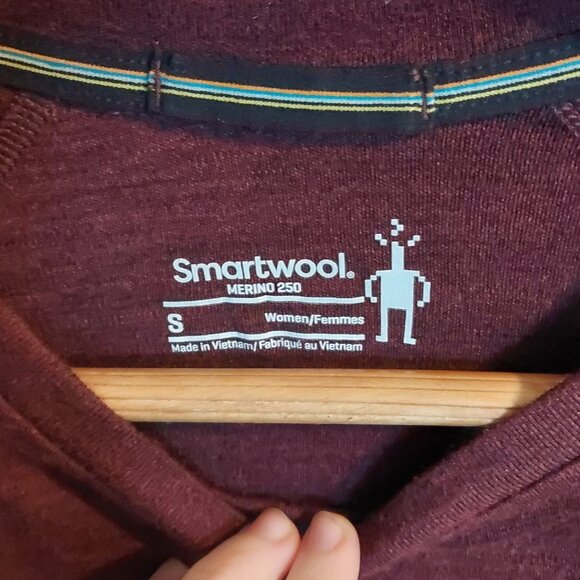 Smartwool®
MERINO 250
S Women/Femmes
Made in Vietnam/Fabriqué au Vietnam